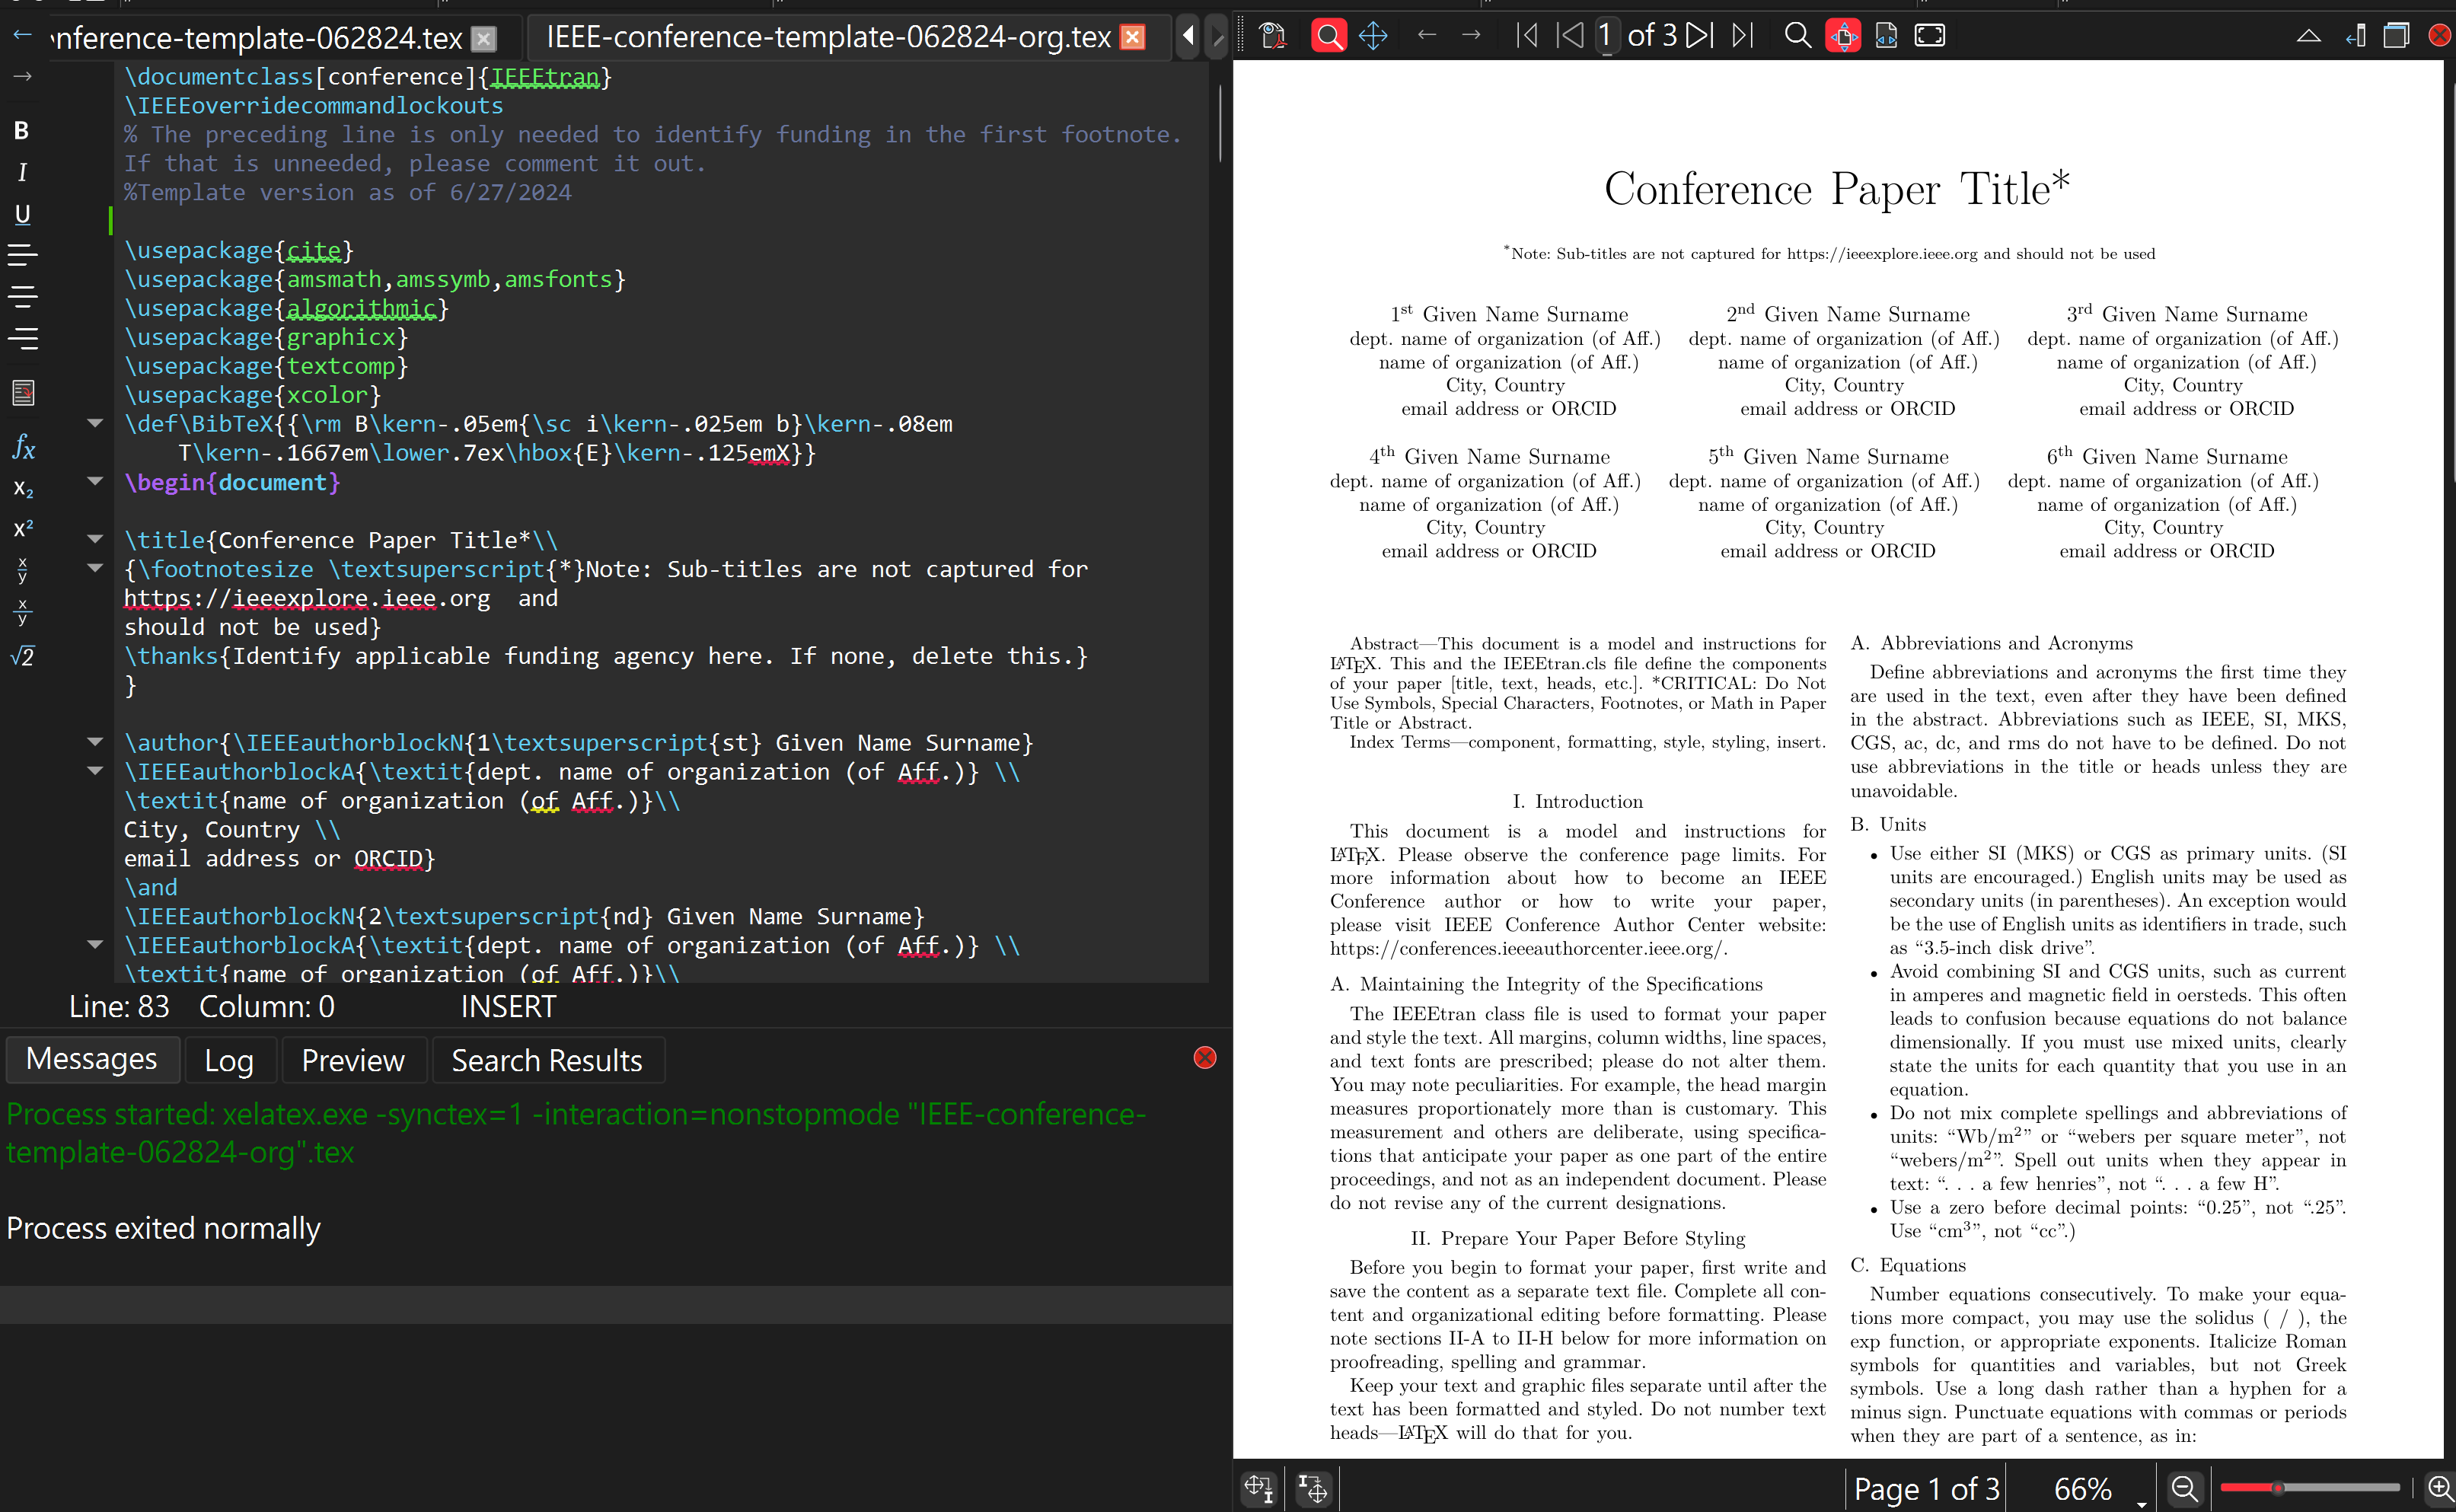 nference-template-062824.tex
IEEE-conference-template-062824-org.tex
1 of 3
\documentclass[conference]{IEEEtran}
\IEEEoverridecommandlockouts
% The preceding line is only needed to identify funding in the first footnote.
If that is unneeded, please comment it out.
%Template version as of 6/27/2024
\usepackage{cite}
\usepackage{amsmath,amssymb,amsfonts}
\usepackage{algorithmic}
\usepackage{graphicx}
\usepackage{textcomp}
\usepackage{xcolor}
\def\BibTeX{{\rm B\kern-.05em{\sc i\kern-.025em b}\kern-.08em
T\kern-.1667em\lower.7ex\hbox{E}\kern-.125emX}}
\begin{document}
\title{Conference Paper Title*\\
{\footnotesize \textsuperscript{*}Note: Sub-titles are not captured for
https://ieeexplore.ieee.org  and
should not be used}
\thanks{Identify applicable funding agency here. If none, delete this.}
}
\author{\IEEEauthorblockN{1\textsuperscript{st} Given Name Surname}
\IEEEauthorblockA{\textit{dept. name of organization (of Aff.)} \\
\textit{name of organization (of Aff.)}\\
City, Country \\
email address or ORCID}
\and
\IEEEauthorblockN{2\textsuperscript{nd} Given Name Surname}
\IEEEauthorblockA{\textit{dept. name of organization (of Aff.)} \\
\textit{name of organization (of Aff.)}\\
B
I
U
fx
x₂
x²
x/y
x/y
√2
Line: 83 Column: 0 INSERT
Messages Log Preview Search Results
Process started: xelatex.exe -synctex=1 -interaction=nonstopmode "IEEE-conference-
template-062824-org".tex
Process exited normally
Conference Paper Title*
*Note: Sub-titles are not captured for https://ieeexplore.ieee.org and should not be used
1st Given Name Surname
dept. name of organization (of Aff.)
name of organization (of Aff.)
City, Country
email address or ORCID
2nd Given Name Surname
dept. name of organization (of Aff.)
name of organization (of Aff.)
City, Country
email address or ORCID
3rd Given Name Surname
dept. name of organization (of Aff.)
name of organization (of Aff.)
City, Country
email address or ORCID
4th Given Name Surname
dept. name of organization (of Aff.)
name of organization (of Aff.)
City, Country
email address or ORCID
5th Given Name Surname
dept. name of organization (of Aff.)
name of organization (of Aff.)
City, Country
email address or ORCID
6th Given Name Surname
dept. name of organization (of Aff.)
name of organization (of Aff.)
City, Country
email address or ORCID
Abstract—This document is a model and instructions for
LATEX. This and the IEEEtran.cls file define the components
of your paper [title, text, heads, etc.]. *CRITICAL: Do Not
Use Symbols, Special Characters, Footnotes, or Math in Paper
Title or Abstract.
Index Terms—component, formatting, style, styling, insert.
I. Introduction
This document is a model and instructions for
LATEX. Please observe the conference page limits. For
more information about how to become an IEEE
Conference author or how to write your paper,
please visit IEEE Conference Author Center website:
https://conferences.ieeeauthorcenter.ieee.org/.
A. Maintaining the Integrity of the Specifications
The IEEEtran class file is used to format your paper
and style the text. All margins, column widths, line spaces,
and text fonts are prescribed; please do not alter them.
You may note peculiarities. For example, the head margin
measures proportionately more than is customary. This
measurement and others are deliberate, using specifica-
tions that anticipate your paper as one part of the entire
proceedings, and not as an independent document. Please
do not revise any of the current designations.
II. Prepare Your Paper Before Styling
Before you begin to format your paper, first write and
save the content as a separate text file. Complete all con-
tent and organizational editing before formatting. Please
note sections II-A to II-H below for more information on
proofreading, spelling and grammar.
Keep your text and graphic files separate until after the
text has been formatted and styled. Do not number text
heads—LATEX will do that for you.
A. Abbreviations and Acronyms
Define abbreviations and acronyms the first time they
are used in the text, even after they have been defined
in the abstract. Abbreviations such as IEEE, SI, MKS,
CGS, ac, dc, and rms do not have to be defined. Do not
use abbreviations in the title or heads unless they are
unavoidable.
B. Units
• Use either SI (MKS) or CGS as primary units. (SI
units are encouraged.) English units may be used as
secondary units (in parentheses). An exception would
be the use of English units as identifiers in trade, such
as “3.5-inch disk drive”.
• Avoid combining SI and CGS units, such as current
in amperes and magnetic field in oersteds. This often
leads to confusion because equations do not balance
dimensionally. If you must use mixed units, clearly
state the units for each quantity that you use in an
equation.
• Do not mix complete spellings and abbreviations of
units: “Wb/m²” or “webers per square meter”, not
“webers/m²”. Spell out units when they appear in
text: “. . . a few henries”, not “. . . a few H”.
• Use a zero before decimal points: “0.25”, not “.25”.
Use “cm³”, not “cc”.)
C. Equations
Number equations consecutively. To make your equa-
tions more compact, you may use the solidus ( / ), the
exp function, or appropriate exponents. Italicize Roman
symbols for quantities and variables, but not Greek
symbols. Use a long dash rather than a hyphen for a
minus sign. Punctuate equations with commas or periods
when they are part of a sentence, as in:
Page 1 of 3 66%